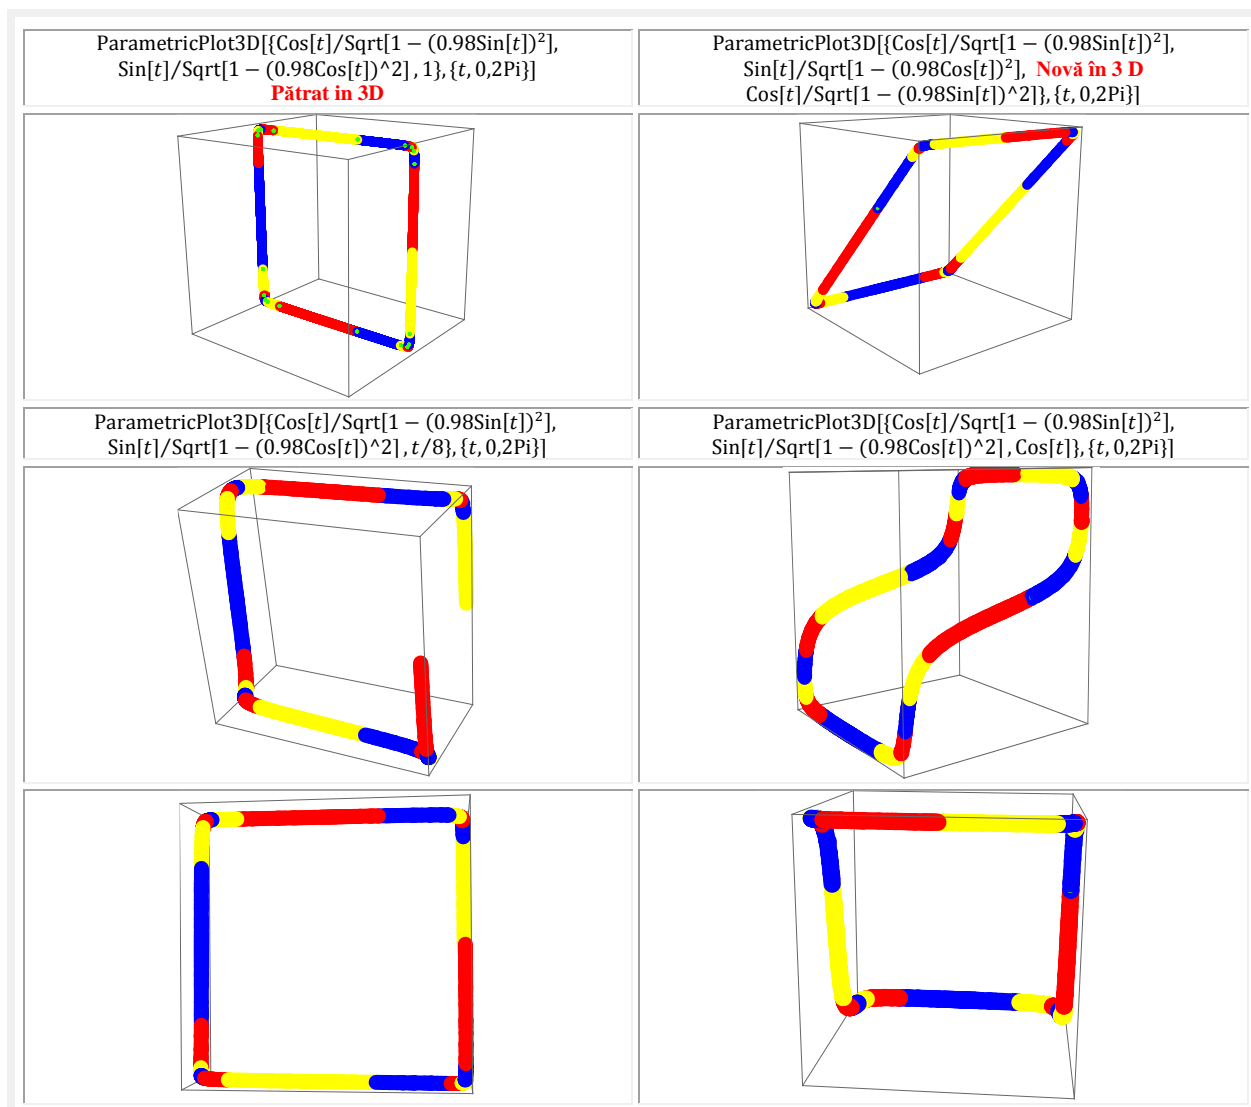 ParametricPlot3D[{Cos[t]/Sqrt[1 − (0.98Sin[t])²],
Sin[t]/Sqrt[1 − (0.98Cos[t])^2] , 1}, {t, 0,2Pi}]
Pătrat in 3D
ParametricPlot3D[{Cos[t]/Sqrt[1 − (0.98Sin[t])²],
Sin[t]/Sqrt[1 − (0.98Cos[t])²], Novă în 3 D
Cos[t]/Sqrt[1 − (0.98Sin[t])^2]}, {t, 0,2Pi}]
ParametricPlot3D[{Cos[t]/Sqrt[1 − (0.98Sin[t])²],
Sin[t]/Sqrt[1 − (0.98Cos[t])^2] , t/8}, {t, 0,2Pi}]
ParametricPlot3D[{Cos[t]/Sqrt[1 − (0.98Sin[t])²],
Sin[t]/Sqrt[1 − (0.98Cos[t])^2] , Cos[t]}, {t, 0,2Pi}]